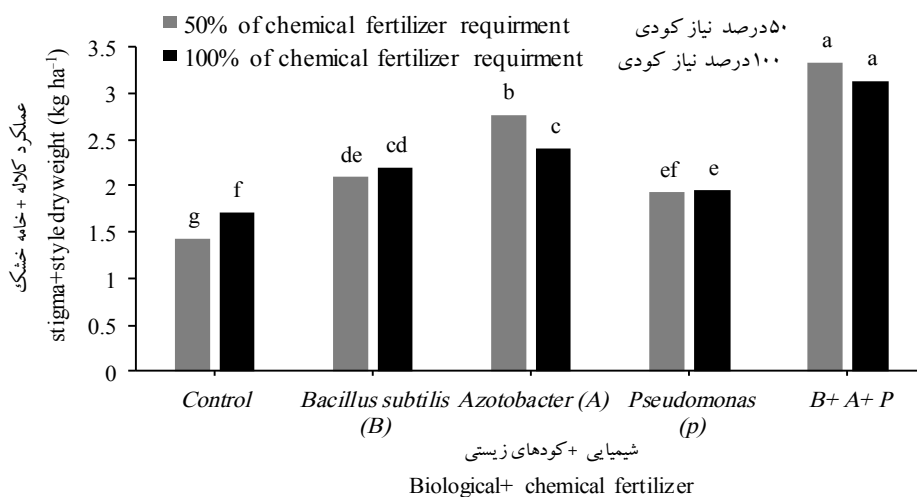 50% of chemical fertilizer requirment ۵۰درصد نیاز کودی
100% of chemical fertilizer requirment ۱۰۰درصد نیاز کودی
عملکرد کلاله +خامه خشک
stigma+style dryweight (kg ha⁻¹)
3.5
3
2.5
2
1.5
1
0.5
0
g f de cd b c ef e a a
Control Bacillus subtilis (B) Azotobacter (A) Pseudomonas (p) B+ A+ P
شیمیایی +کودهای زیستی
Biological+ chemical fertilizer